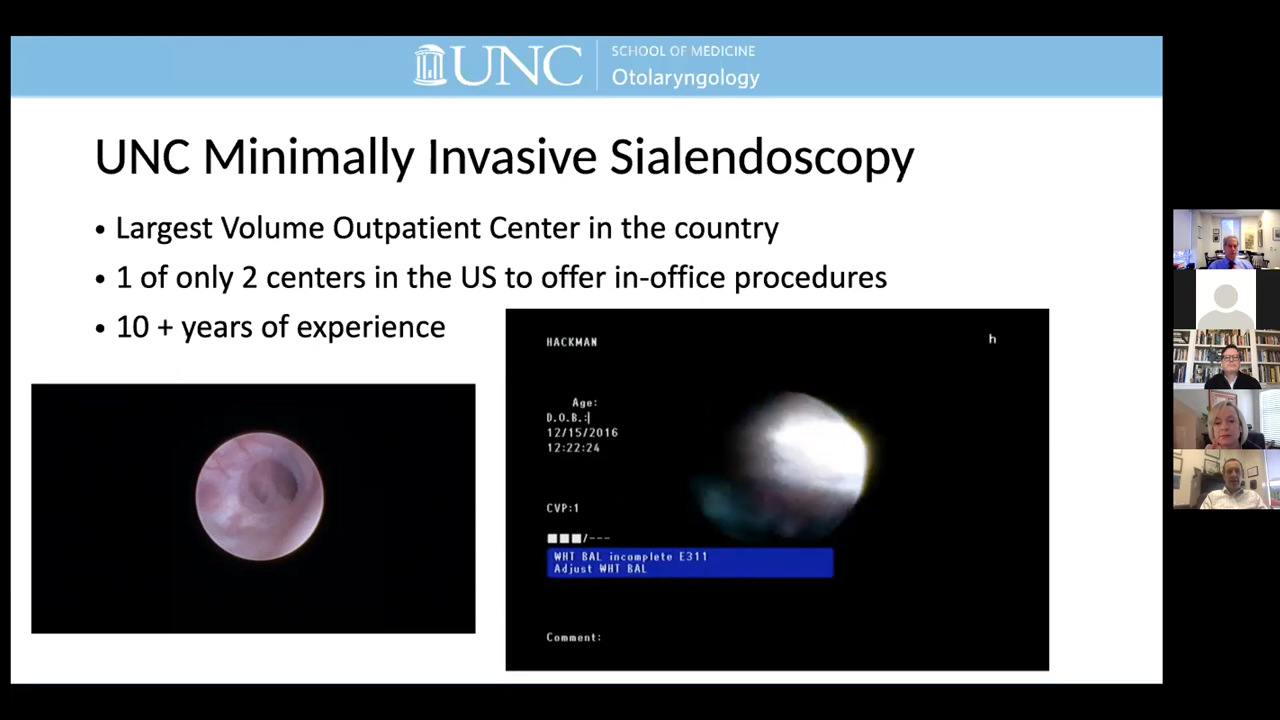 UNC
SCHOOL OF MEDICINE
Otolaryngology
UNC Minimally Invasive Sialendoscopy
• Largest Volume Outpatient Center in the country
• 1 of only 2 centers in the US to offer in-office procedures
• 10 + years of experience
HACKMAN
h
Age:
D.O.B.:
12/15/2016
12:22:24
CVP:1
■■■/---
WHT BAL incomplete E311
Adjust WHT BAL
Comment: